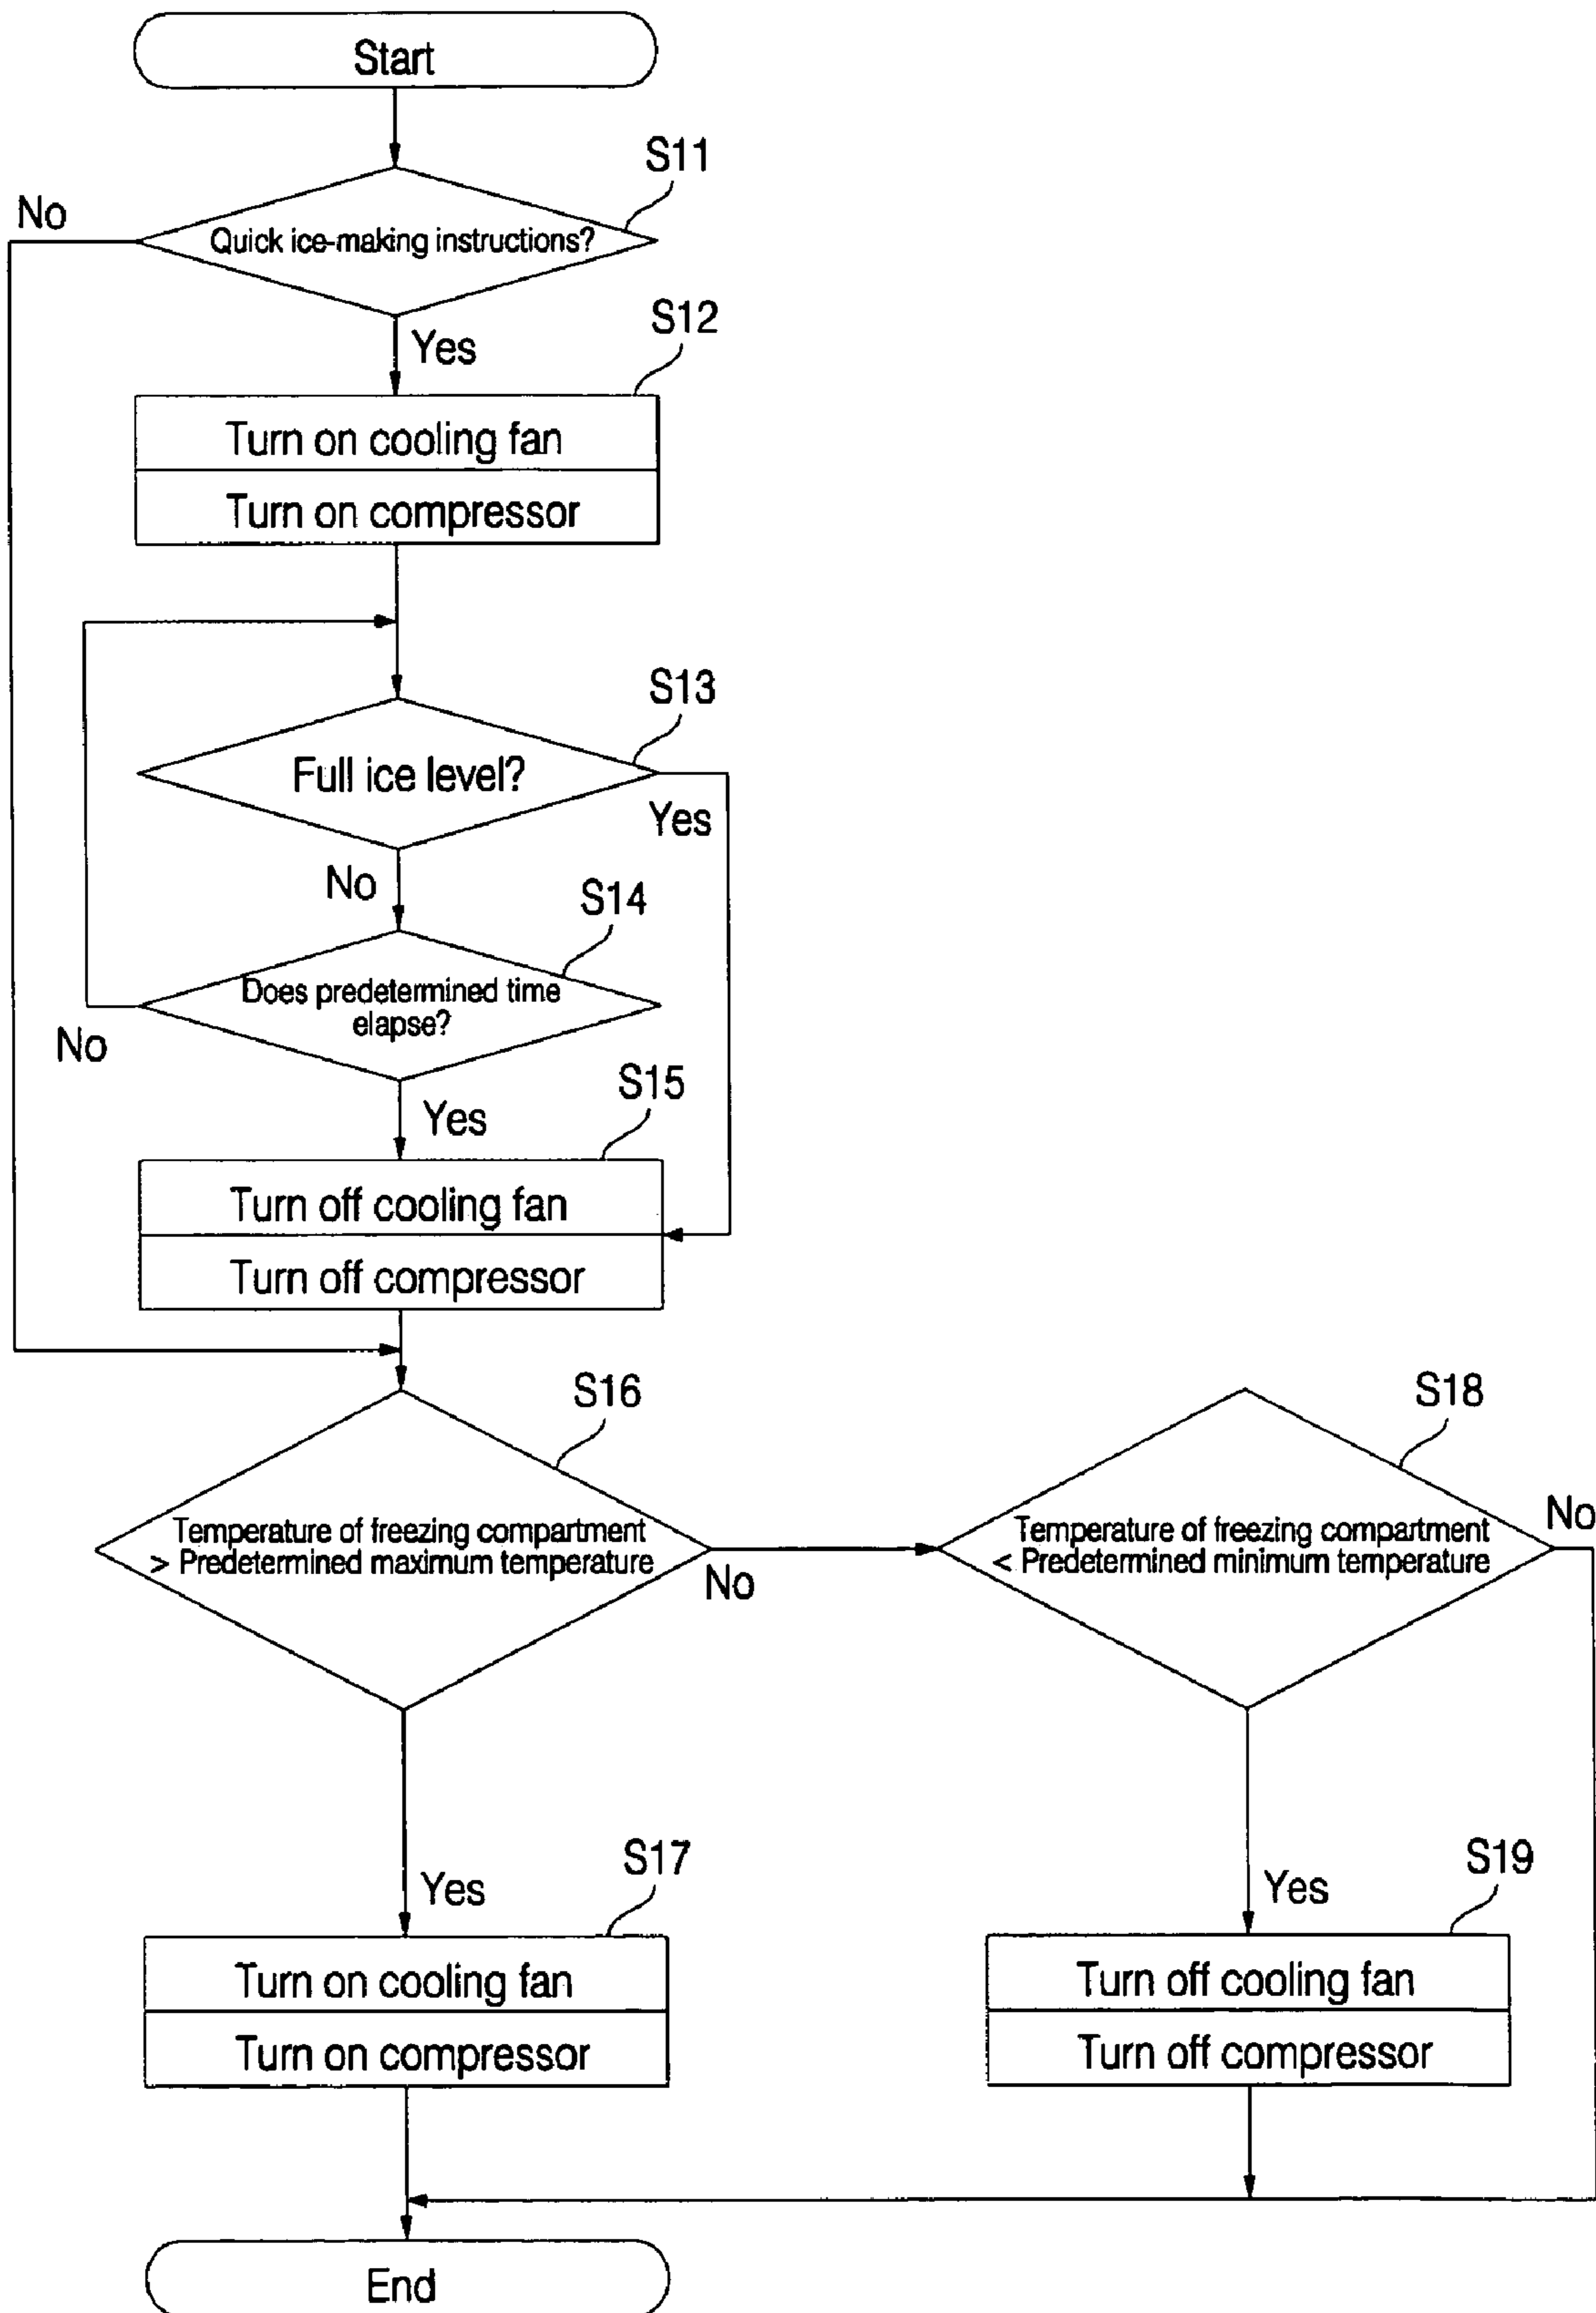 Start
S11
No
Quick ice-making instructions?
S12
Yes
Turn on cooling fan
Turn on compressor
S13
Full ice level?
Yes
No
S14
Does predetermined time
elapse?
No
S15
Yes
Turn off cooling fan
Turn off compressor
S16
Temperature of freezing compartment
> Predetermined maximum temperature
No
S18
Temperature of freezing compartment
< Predetermined minimum temperature
No
S17
Yes
Turn on cooling fan
Turn on compressor
S19
Yes
Turn off cooling fan
Turn off compressor
End